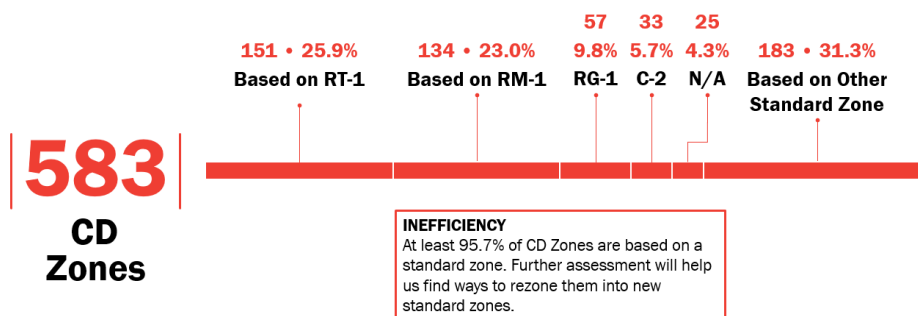 151 • 25.9%
Based on RT-1
134 • 23.0%
Based on RM-1
57
9.8%
RG-1
33
5.7%
C-2
25
4.3%
N/A
183 • 31.3%
Based on Other
Standard Zone
583
CD
Zones
INEFFICIENCY
At least 95.7% of CD Zones are based on a
standard zone. Further assessment will help
us find ways to rezone them into new
standard zones.